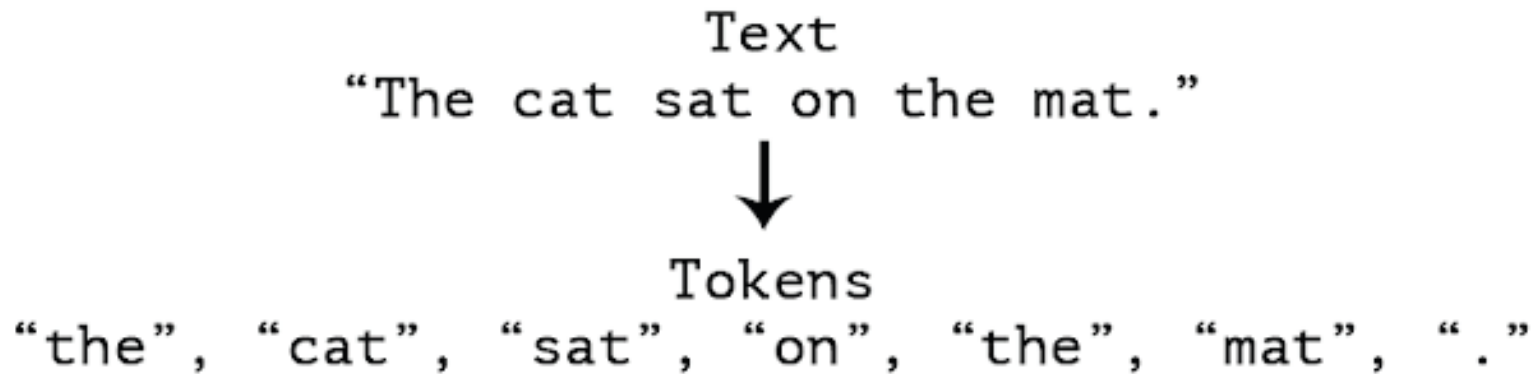 Text
“The cat sat on the mat.”
Tokens
“the”, “cat”, “sat”, “on”, “the”, “mat”, “.”